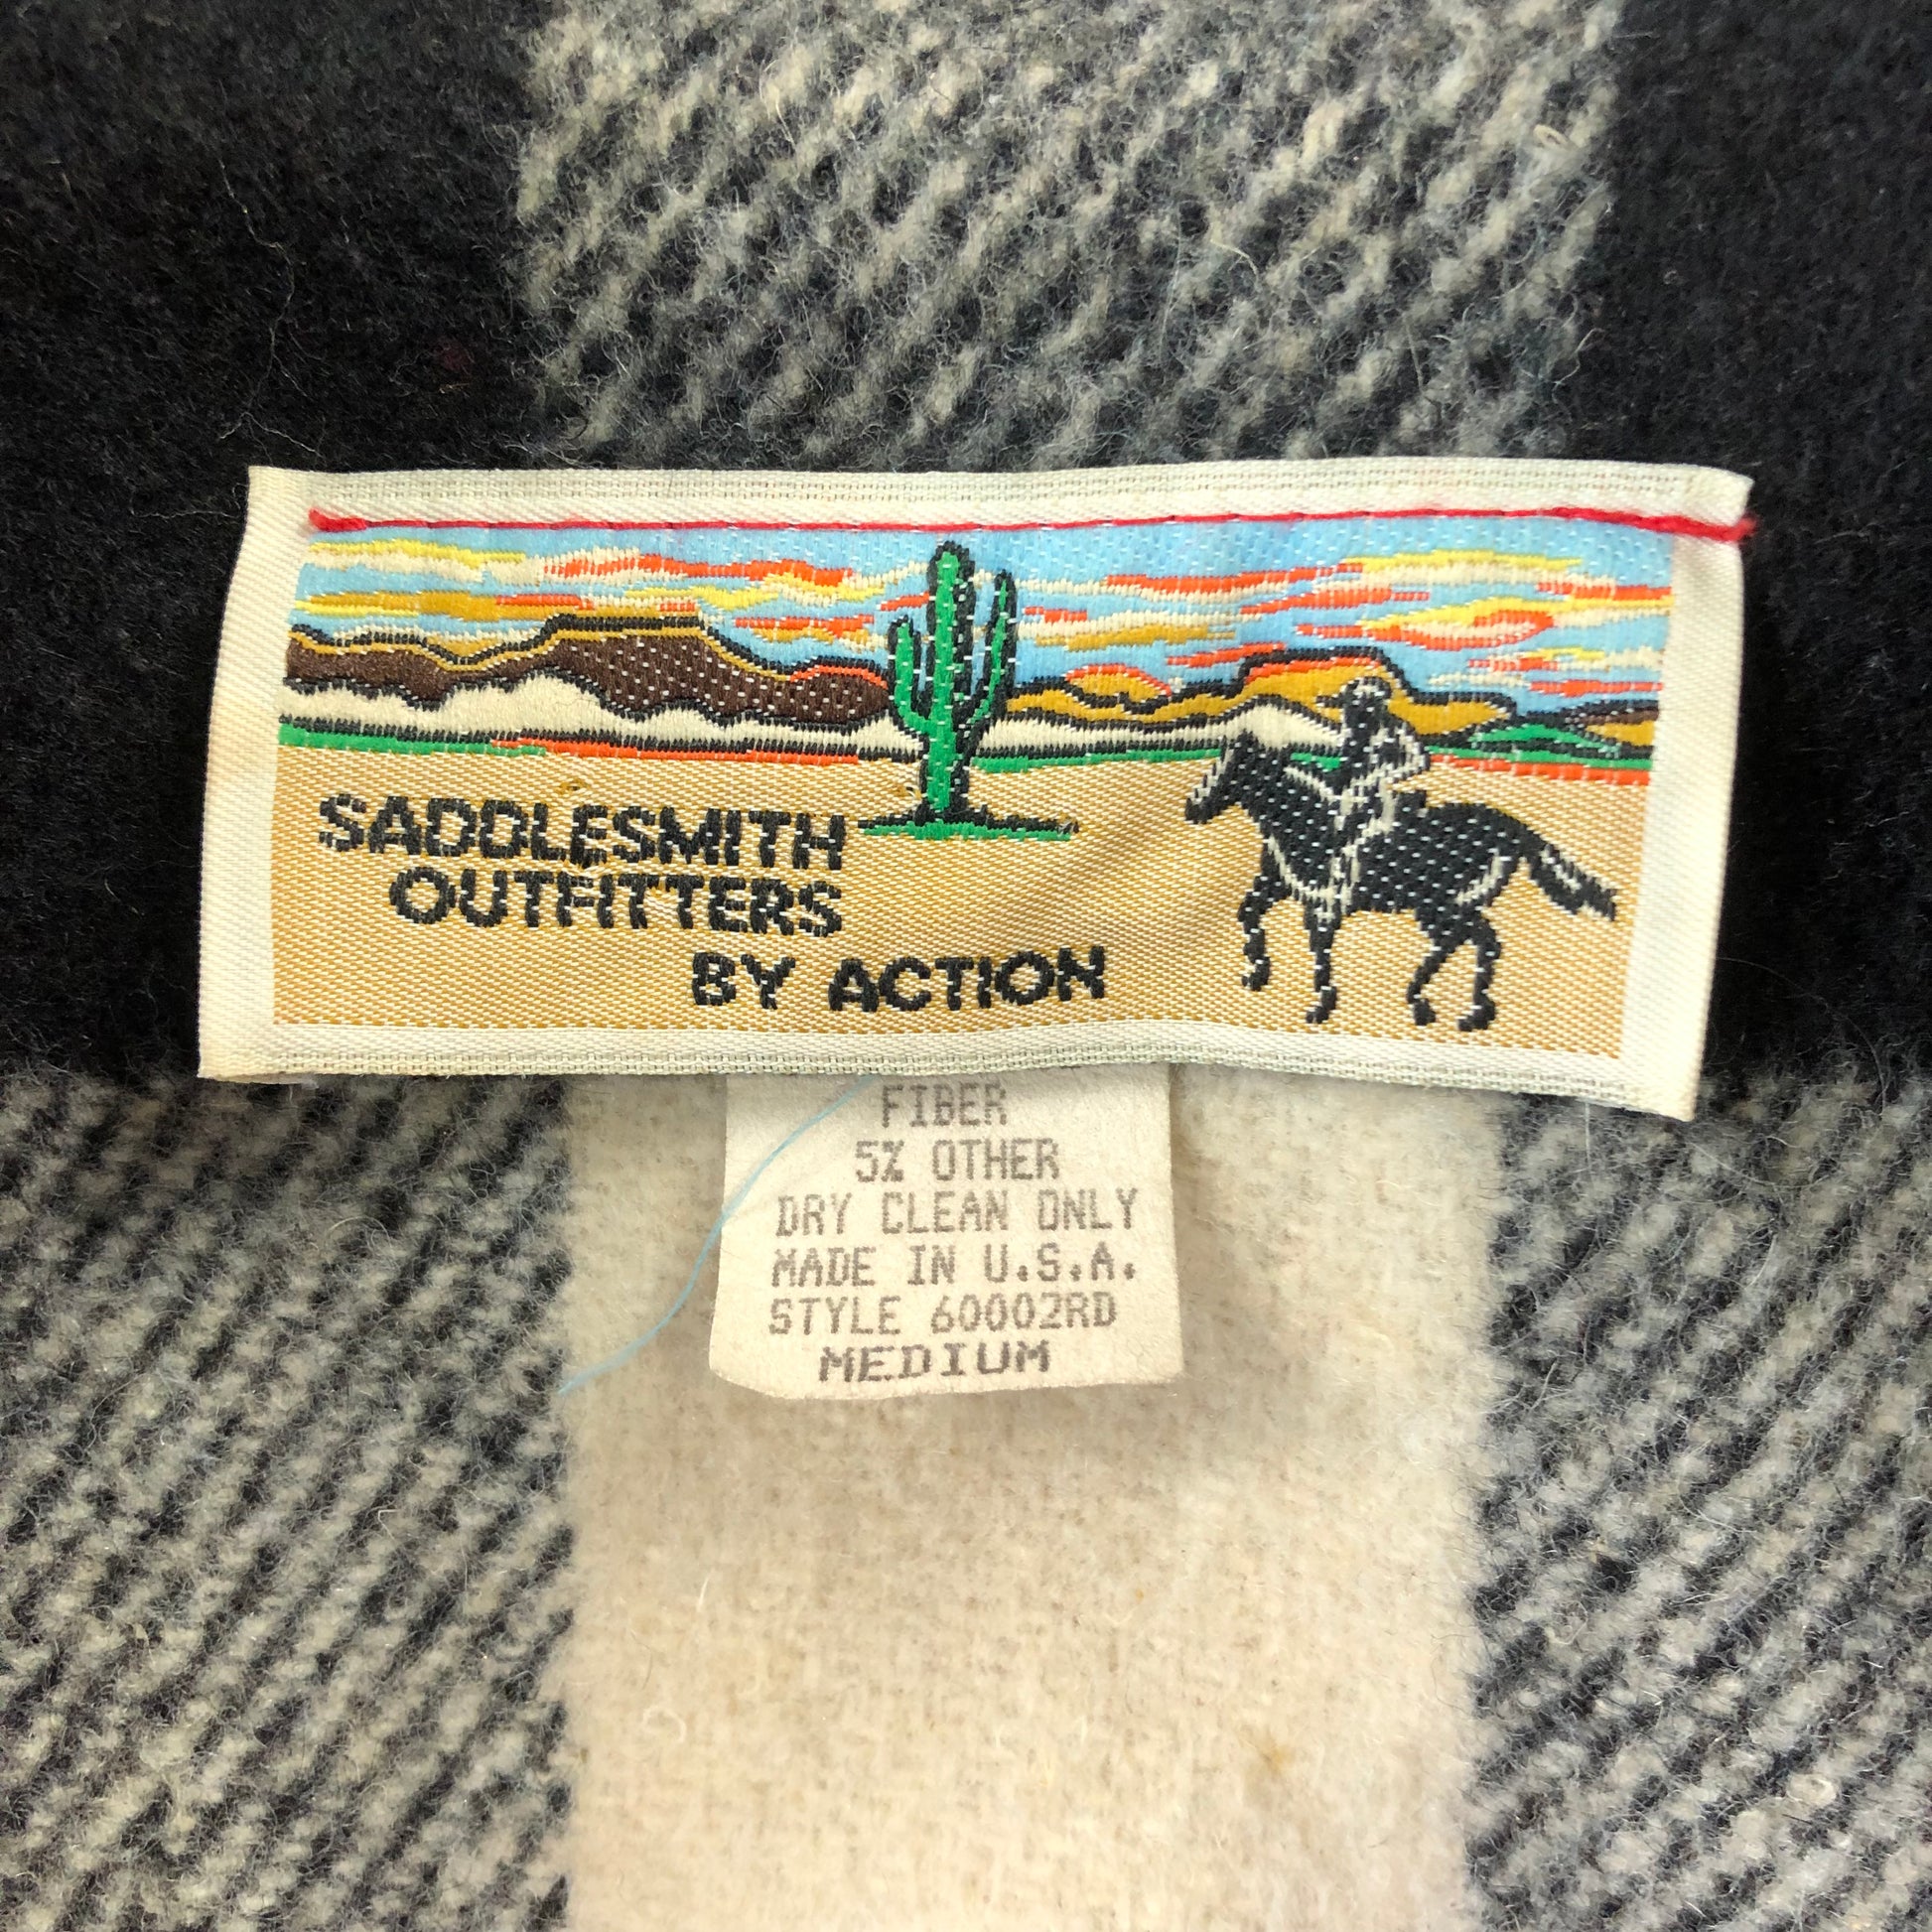 SADDLESMITH
OUTFITTERS
BY ACTION
FIBER
5% OTHER
DRY CLEAN ONLY
MADE IN U.S.A.
STYLE 60002RD
MEDIUM